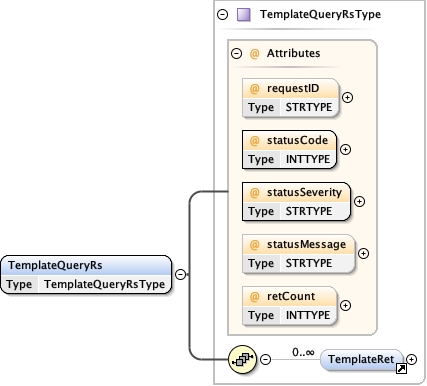 TemplateQueryRsType
@ Attributes
@ requestID
Type STRTYPE
@ statusCode
Type INTTYPE
@ statusSeverity
Type STRTYPE
@ statusMessage
Type STRTYPE
TemplateQueryRs
Type TemplateQueryRsType
@ retCount
Type INTTYPE
0..∞
TemplateRet